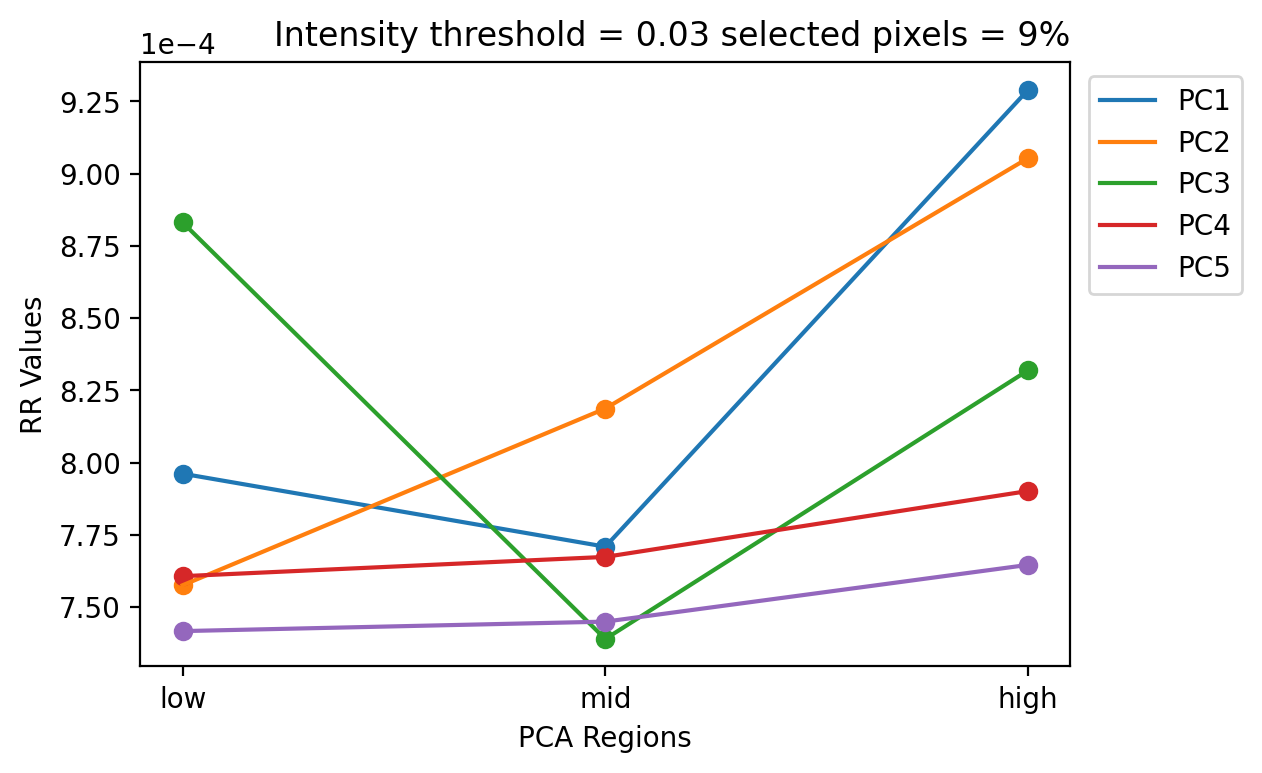 Intensity threshold = 0.03 selected pixels = 9%
1e−4
9.25
9.00
8.75
8.50
8.25
8.00
7.75
7.50
RR Values
low
mid
high
PCA Regions
PC1
PC2
PC3
PC4
PC5